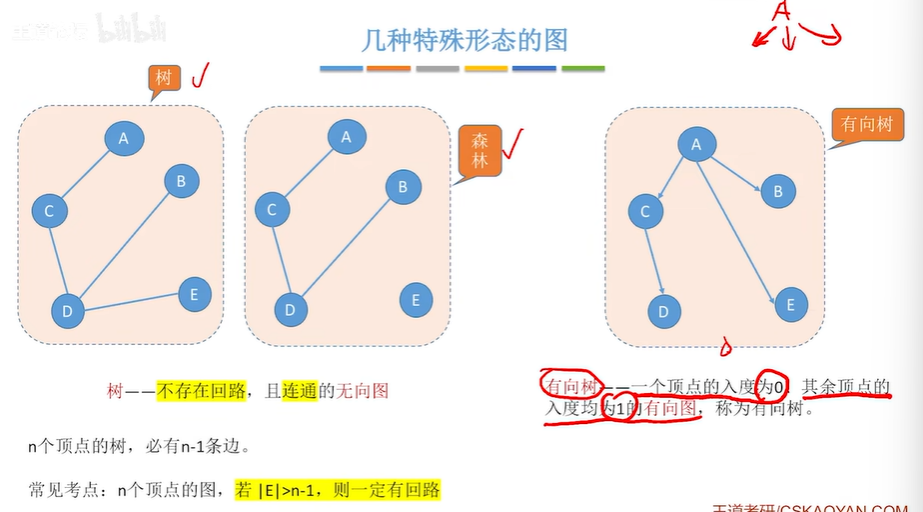 几种特殊形态的图
A
树
A
B
C
D
E
森
林
A
B
C
D
E
有向树
A
B
C
D
E
树——不存在回路，且连通的无向图
n个顶点的树，必有n-1条边。
常见考点：n个顶点的图，若 |E|>n-1，则一定有回路
有向树——一个顶点的入度为0、其余顶点的
入度均为1的有向图，称为有向树。
王道考研/CSKAOYAN.COM